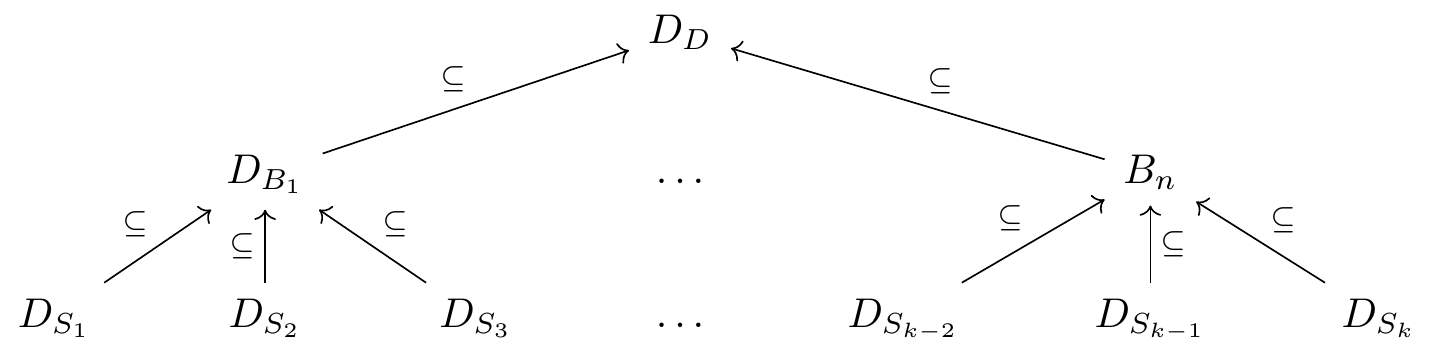 $D_D$
$\subseteq$ $\subseteq$
$D_{B_1}$ $\dots$ $B_n$
$\subseteq$ $\subseteq$ $\subseteq$ $\subseteq$ $\subseteq$ $\subseteq$
$D_{S_1}$ $D_{S_2}$ $D_{S_3}$ $\dots$ $D_{S_{k-2}}$ $D_{S_{k-1}}$ $D_{S_k}$